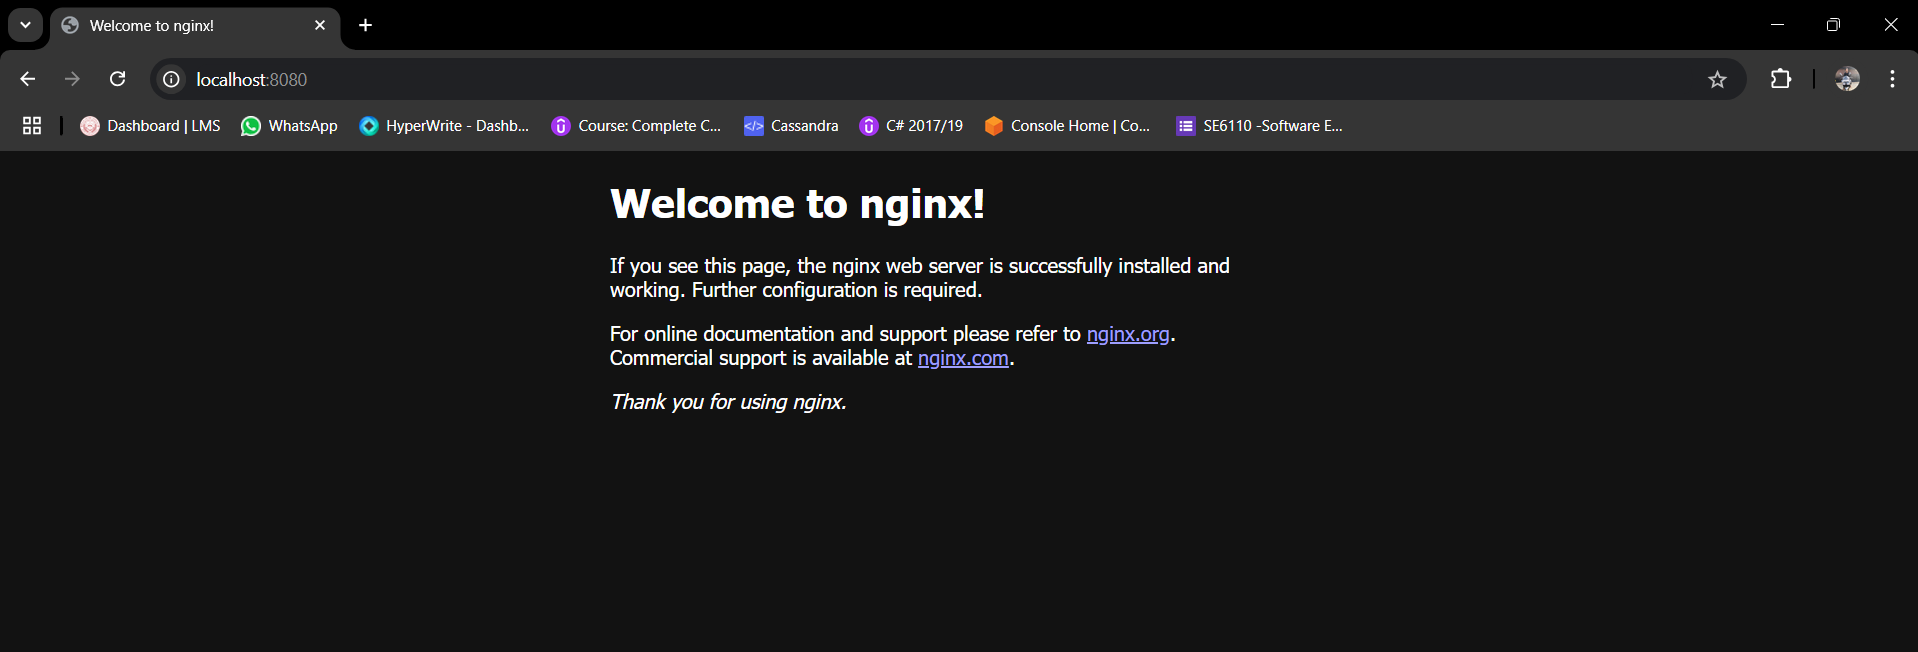 Welcome to nginx!
localhost:8080
Dashboard | LMS WhatsApp HyperWrite - Dashb... Course: Complete C... Cassandra C# 2017/19 Console Home | Co... SE6110 -Software E...
Welcome to nginx!
If you see this page, the nginx web server is successfully installed and
working. Further configuration is required.
For online documentation and support please refer to nginx.org.
Commercial support is available at nginx.com.
Thank you for using nginx.